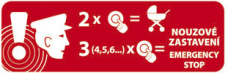 2 x =
3 (4,5,6...) x =
NOUZOVÉ
ZASTAVENÍ
EMERGENCY
STOP